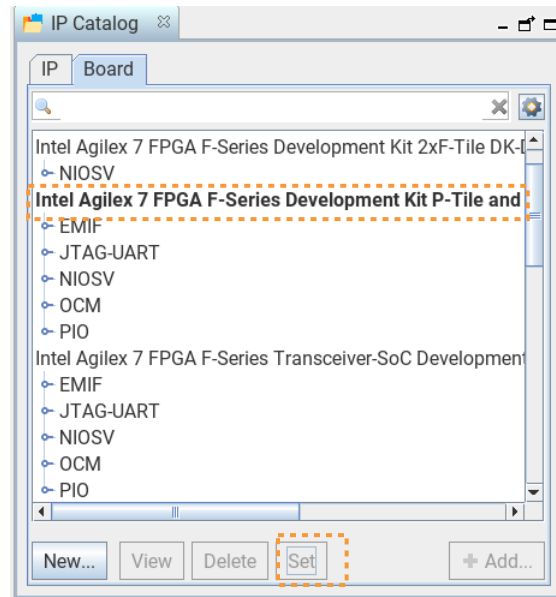 IP Catalog
IP Board
Intel Agilex 7 FPGA F-Series Development Kit 2xF-Tile
NIOSV
Intel Agilex 7 FPGA F-Series Development Kit P-Tile and
EMIF
JTAG-UART
NIOSV
OCM
PIO
Intel Agilex 7 FPGA F-Series Transceiver-SoC Development
EMIF
JTAG-UART
NIOSV
OCM
PIO
New... View Delete Set + Add...